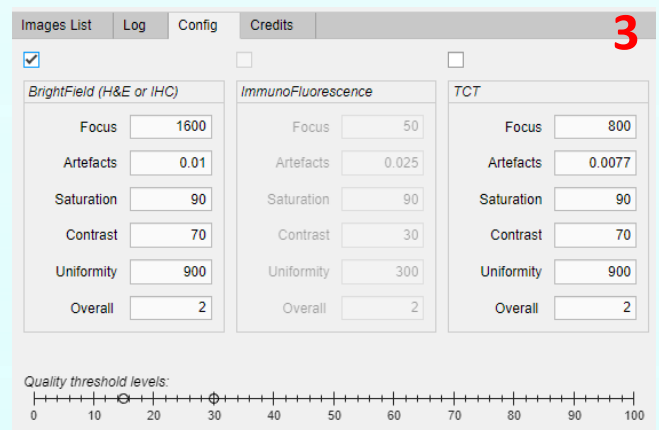 Images List Log Config Credits
3
BrightField (H&E or IHC)
Focus 1600
Artefacts 0.01
Saturation 90
Contrast 70
Uniformity 900
Overall 2
ImmunoFluorescence
Focus 50
Artefacts 0.025
Saturation 90
Contrast 30
Uniformity 300
Overall 2
TCT
Focus 800
Artefacts 0.0077
Saturation 90
Contrast 70
Uniformity 900
Overall 2
Quality threshold levels:
0 10 20 30 40 50 60 70 80 90 100